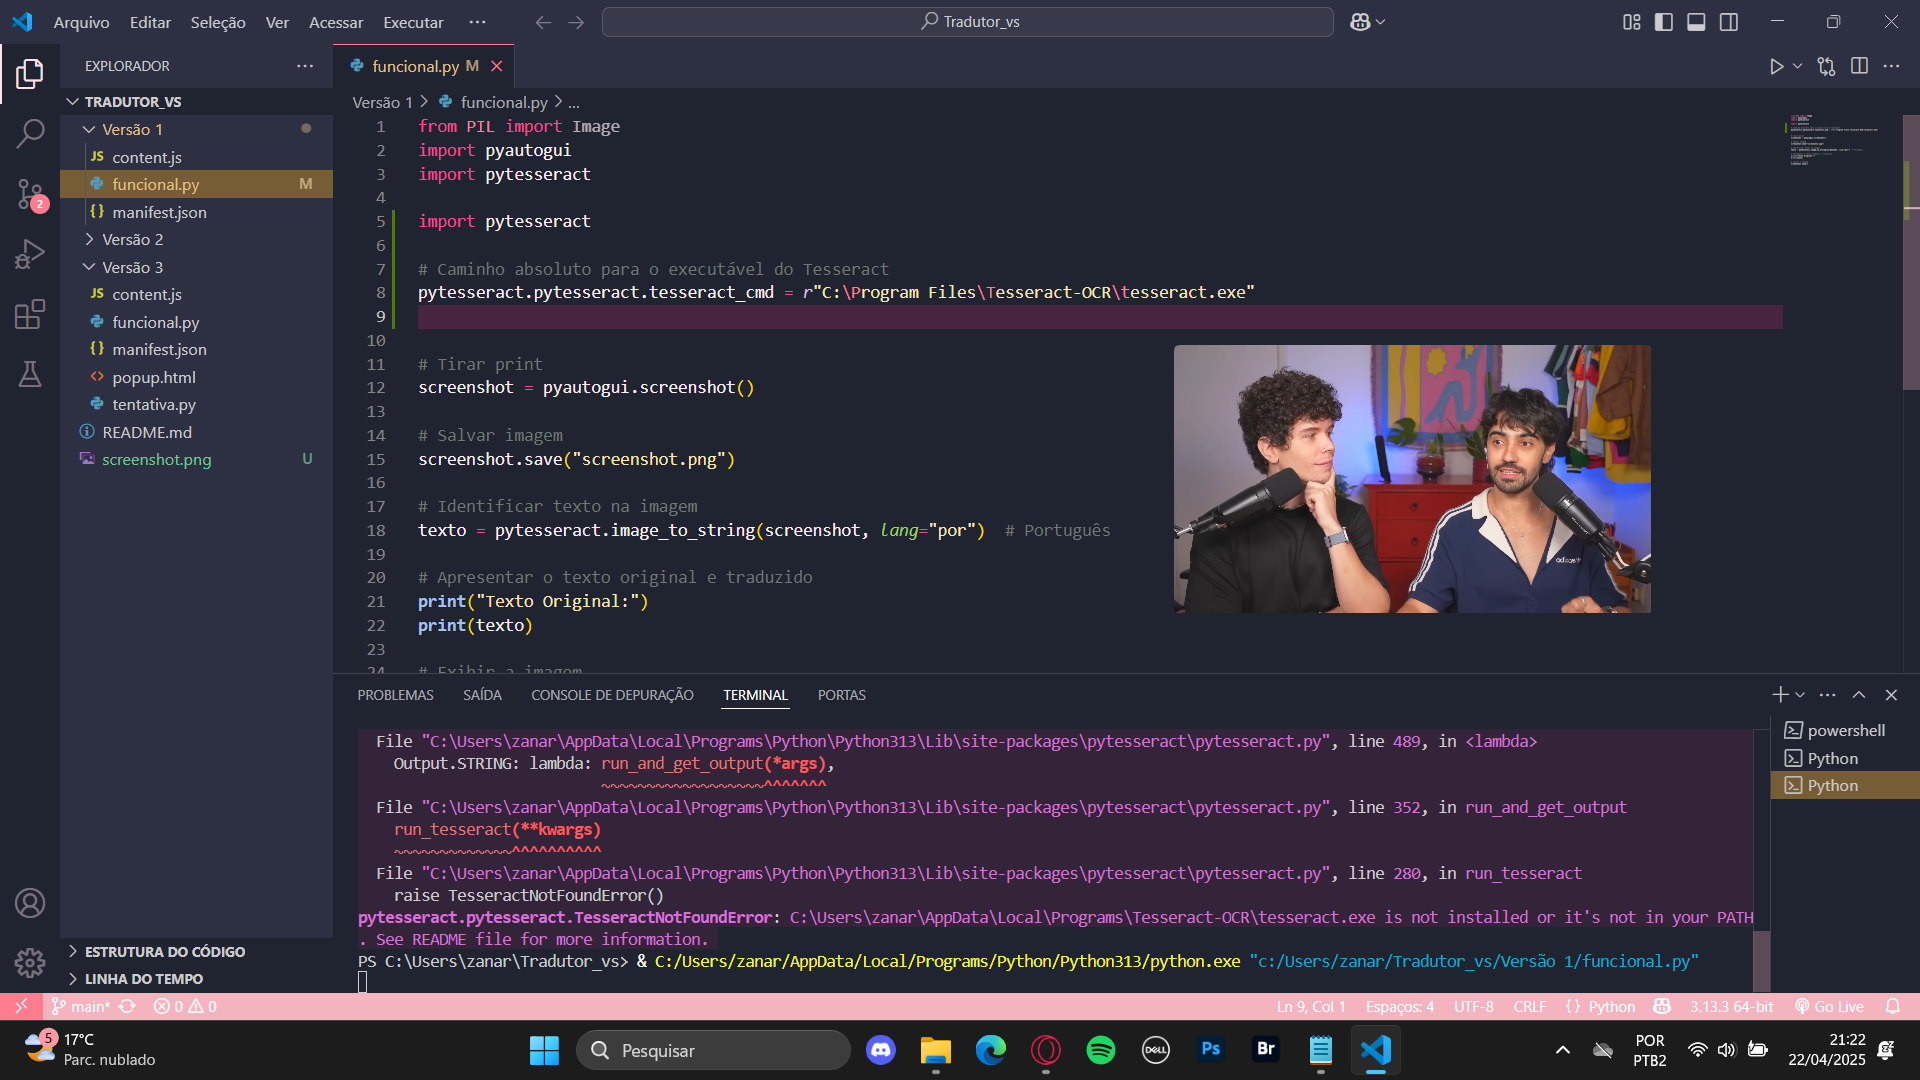 Arquivo Editar Seleção Ver Acessar Executar ···
Tradutor_vs
EXPLORADOR
TRADUTOR_VS
Versão 1
JS content.js
funcional.py M
{} manifest.json
Versão 2
Versão 3
JS content.js
funcional.py
{} manifest.json
<> popup.html
tentativa.py
README.md
screenshot.png U
2
ESTRUTURA DO CÓDIGO
LINHA DO TEMPO
funcional.py M
Versão 1 > funcional.py > ...
1 from PIL import Image
2 import pyautogui
3 import pytesseract
4
5 import pytesseract
6
7 # Caminho absoluto para o executável do Tesseract
8 pytesseract.pytesseract.tesseract_cmd = r"C:\Program Files\Tesseract-OCR\tesseract.exe"
9
10
11 # Tirar print
12 screenshot = pyautogui.screenshot()
13
14 # Salvar imagem
15 screenshot.save("screenshot.png")
16
17 # Identificar texto na imagem
18 texto = pytesseract.image_to_string(screenshot, lang="por")  # Português
19
20 # Apresentar o texto original e traduzido
21 print("Texto Original:")
22 print(texto)
23
24 # Exibir a imagem
adidas
PROBLEMAS SAÍDA CONSOLE DE DEPURAÇÃO TERMINAL PORTAS
File "C:\Users\zanar\AppData\Local\Programs\Python\Python313\Lib\site-packages\pytesseract\pytesseract.py", line 489, in <lambda>
Output.STRING: lambda: run_and_get_output(*args),
~~~~~~~~~~~~~~~~~~^^^^^^^
File "C:\Users\zanar\AppData\Local\Programs\Python\Python313\Lib\site-packages\pytesseract\pytesseract.py", line 352, in run_and_get_output
run_tesseract(**kwargs)
~~~~~~~~~~~~~^^^^^^^^^^
File "C:\Users\zanar\AppData\Local\Programs\Python\Python313\Lib\site-packages\pytesseract\pytesseract.py", line 280, in run_tesseract
raise TesseractNotFoundError()
pytesseract.pytesseract.TesseractNotFoundError: C:\Users\zanar\AppData\Local\Programs\Tesseract-OCR\tesseract.exe is not installed or it's not in your PATH
. See README file for more information.
PS C:\Users\zanar\Tradutor_vs> & C:/Users/zanar/AppData/Local/Programs/Python/Python313/python.exe "c:/Users/zanar/Tradutor_vs/Versão 1/funcional.py"
powershell
Python
Python
main* 0 0
Ln 9, Col 1 Espaços: 4 UTF-8 CRLF {} Python 3.13.3 64-bit Go Live
5
17°C
Parc. nublado
Pesquisar
DELL
Ps
Br
POR
PTB2
21:22
22/04/2025